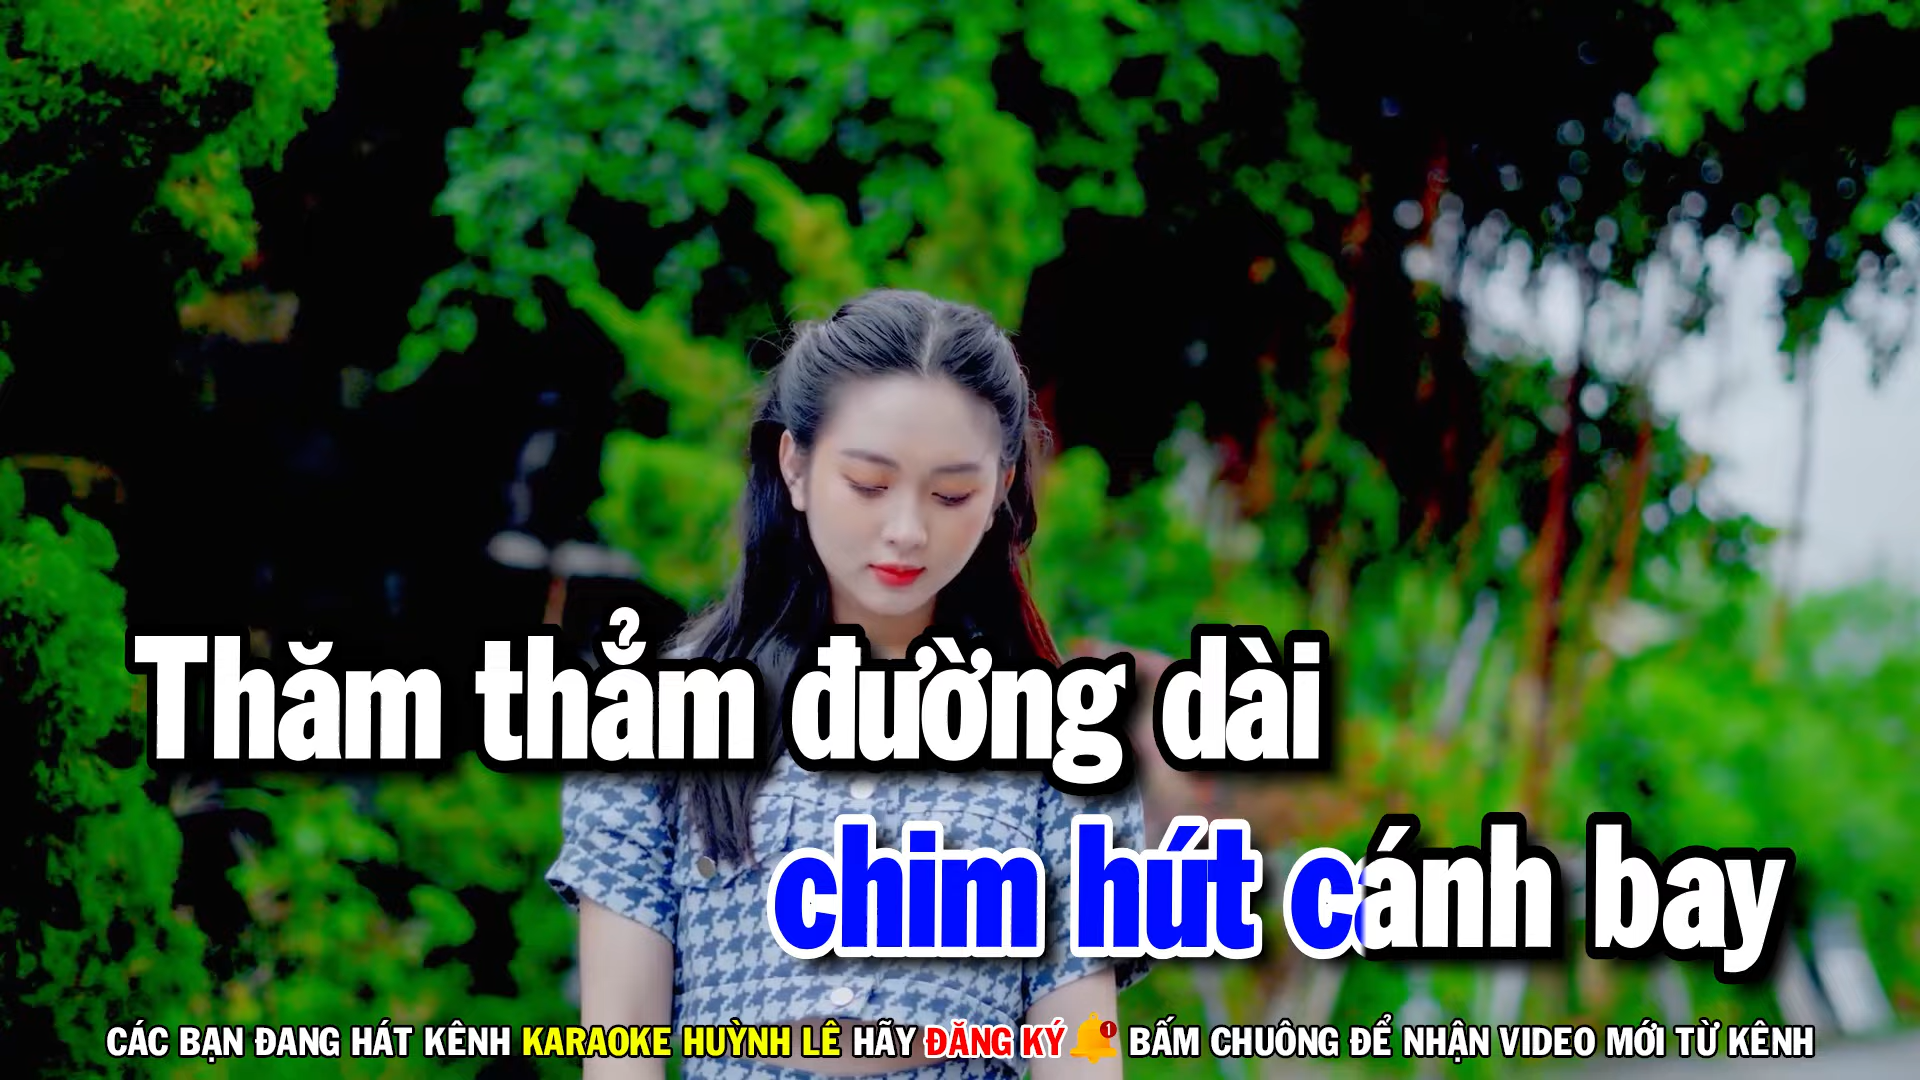 Thăm thẳm đường dài
chim hút cánh bay
CÁC BẠN ĐANG HÁT KÊNH KARAOKE HUỲNH LÊ HÃY ĐĂNG KÝ 1 BẤM CHUÔNG ĐỂ NHẬN VIDEO MỚI TỪ KÊNH